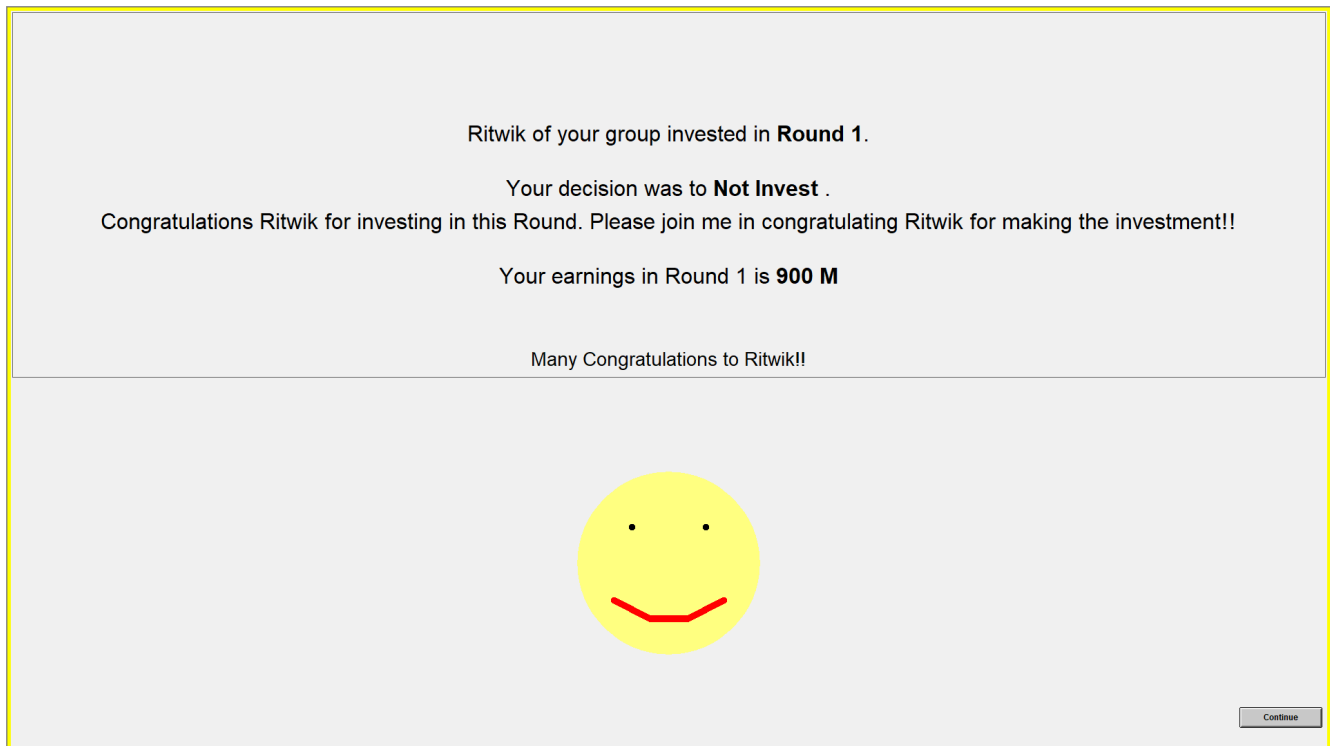 Ritwik of your group invested in Round 1.
Your decision was to Not Invest .
Congratulations Ritwik for investing in this Round. Please join me in congratulating Ritwik for making the investment!!
Your earnings in Round 1 is 900 M
Many Congratulations to Ritwik!!
Continue